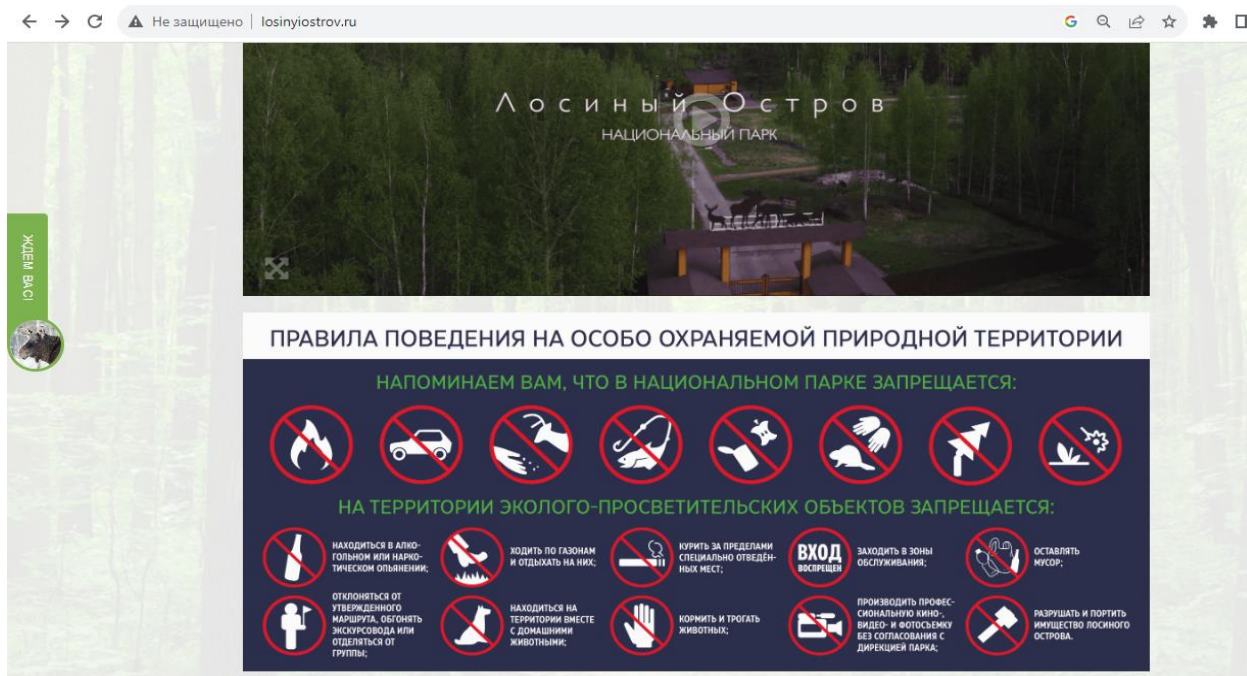 Не защищено | losinyiostrov.ru
Лосиный Остров
НАЦИОНАЛЬНЫЙ ПАРК
ЖДЕМ ВАС!
ПРАВИЛА ПОВЕДЕНИЯ НА ОСОБО ОХРАНЯЕМОЙ ПРИРОДНОЙ ТЕРРИТОРИИ
НАПОМИНАЕМ ВАМ, ЧТО В НАЦИОНАЛЬНОМ ПАРКЕ ЗАПРЕЩАЕТСЯ:
НА ТЕРРИТОРИИ ЭКОЛОГО-ПРОСВЕТИТЕЛЬСКИХ ОБЪЕКТОВ ЗАПРЕЩАЕТСЯ:
НАХОДИТЬСЯ В АЛКО-
ГОЛЬНОМ ИЛИ НАРКО-
ТИЧЕСКОМ ОПЬЯНЕНИИ;
ХОДИТЬ ПО ГАЗОНАМ
И ОТДЫХАТЬ НА НИХ;
КУРИТЬ ЗА ПРЕДЕЛАМИ
СПЕЦИАЛЬНО ОТВЕДЁН-
НЫХ МЕСТ;
ВХОД
ВОСПРЕЩЕН
ЗАХОДИТЬ В ЗОНЫ
ОБСЛУЖИВАНИЯ;
ОСТАВЛЯТЬ
МУСОР;
ОТКЛОНЯТЬСЯ ОТ
УТВЕРЖДЕННОГО
МАРШРУТА, ОБГОНЯТЬ
ЭКСКУРСОВОДА ИЛИ
ОТДЕЛЯТЬСЯ ОТ
ГРУППЫ;
НАХОДИТЬСЯ НА
ТЕРРИТОРИИ ВМЕСТЕ
С ДОМАШНИМИ
ЖИВОТНЫМИ;
КОРМИТЬ И ТРОГАТЬ
ЖИВОТНЫХ;
ПРОИЗВОДИТЬ ПРОФЕС-
СИОНАЛЬНУЮ КИНО-,
ВИДЕО- И ФОТОСЪЕМКУ
БЕЗ СОГЛАСОВАНИЯ С
ДИРЕКЦИЕЙ ПАРКА;
РАЗРУШАТЬ И ПОРТИТЬ
ИМУЩЕСТВО ЛОСИНОГО
ОСТРОВА.